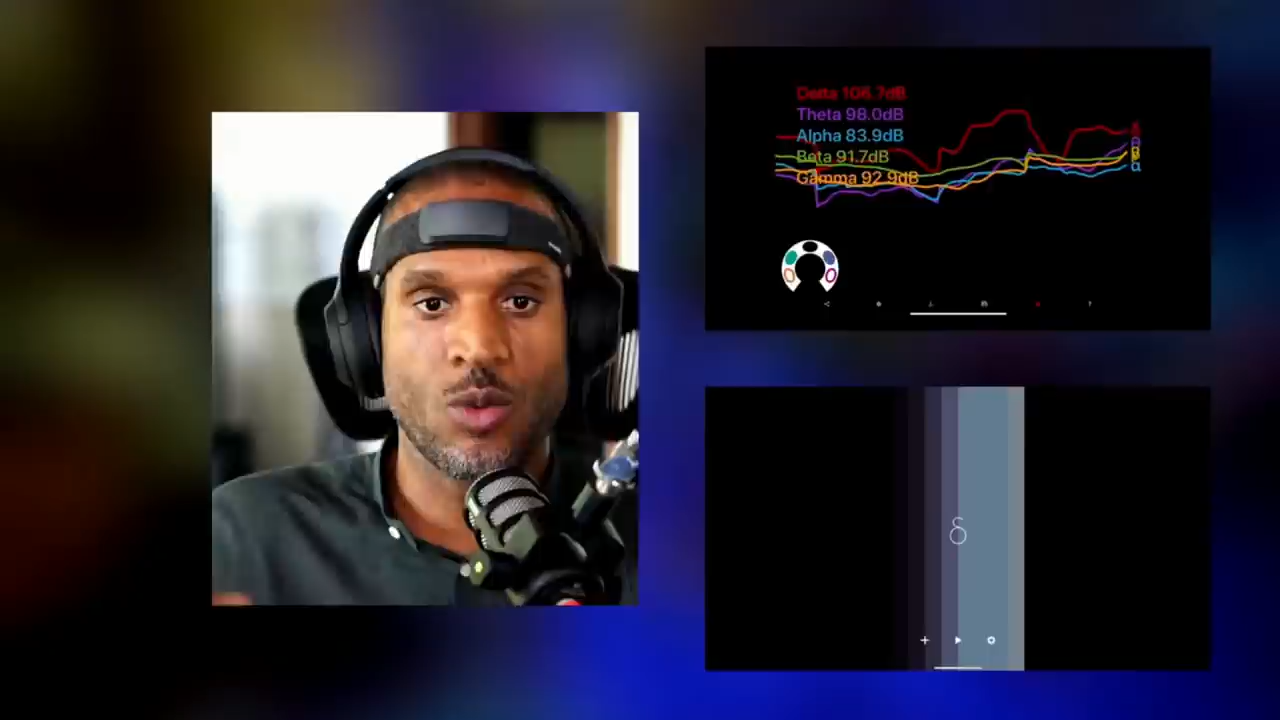 Delta 106.7dB
Theta 98.0dB
Alpha 83.9dB
Beta 91.7dB
Gamma 92.9dB
α
δ